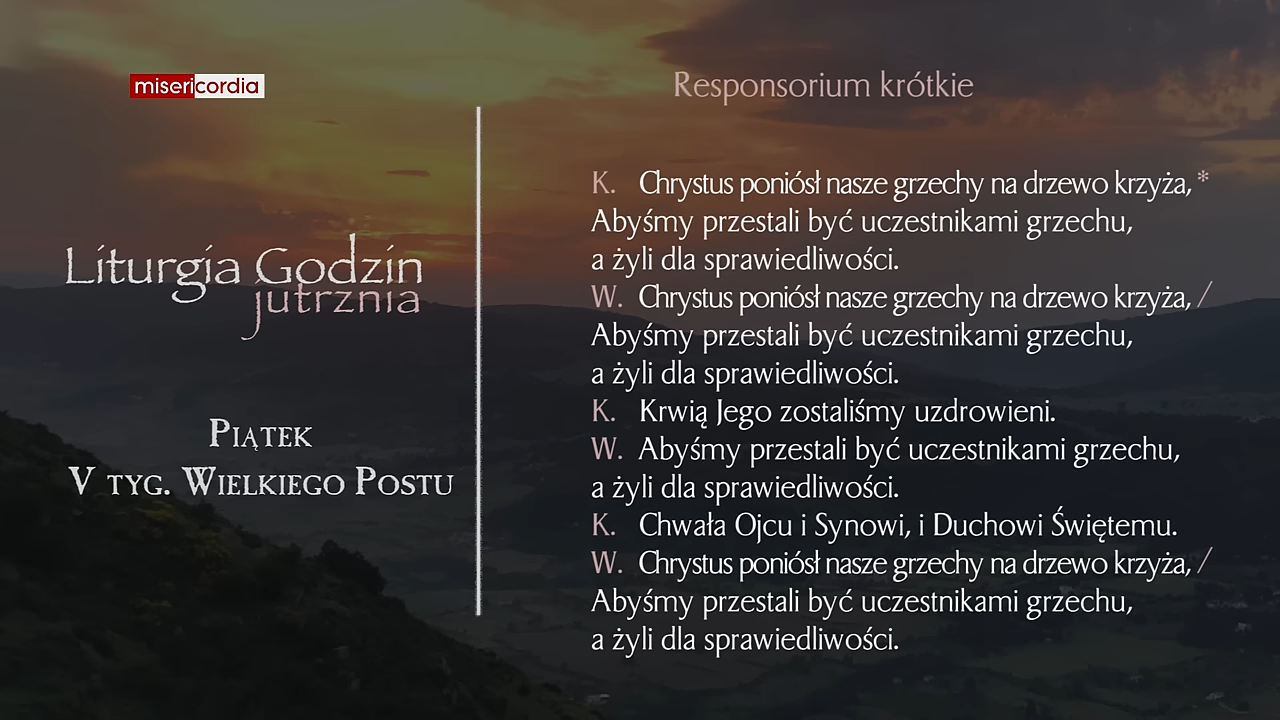 misericordia
Liturgia Godzin
jutrznia
Piątek
V tyg. Wielkiego Postu
Responsorium krótkie
K. Chrystus poniósł nasze grzechy na drzewo krzyża, *
Abyśmy przestali być uczestnikami grzechu,
a żyli dla sprawiedliwości.
W. Chrystus poniósł nasze grzechy na drzewo krzyża, /
Abyśmy przestali być uczestnikami grzechu,
a żyli dla sprawiedliwości.
K. Krwią Jego zostaliśmy uzdrowieni.
W. Abyśmy przestali być uczestnikami grzechu,
a żyli dla sprawiedliwości.
K. Chwała Ojcu i Synowi, i Duchowi Świętemu.
W. Chrystus poniósł nasze grzechy na drzewo krzyża, /
Abyśmy przestali być uczestnikami grzechu,
a żyli dla sprawiedliwości.